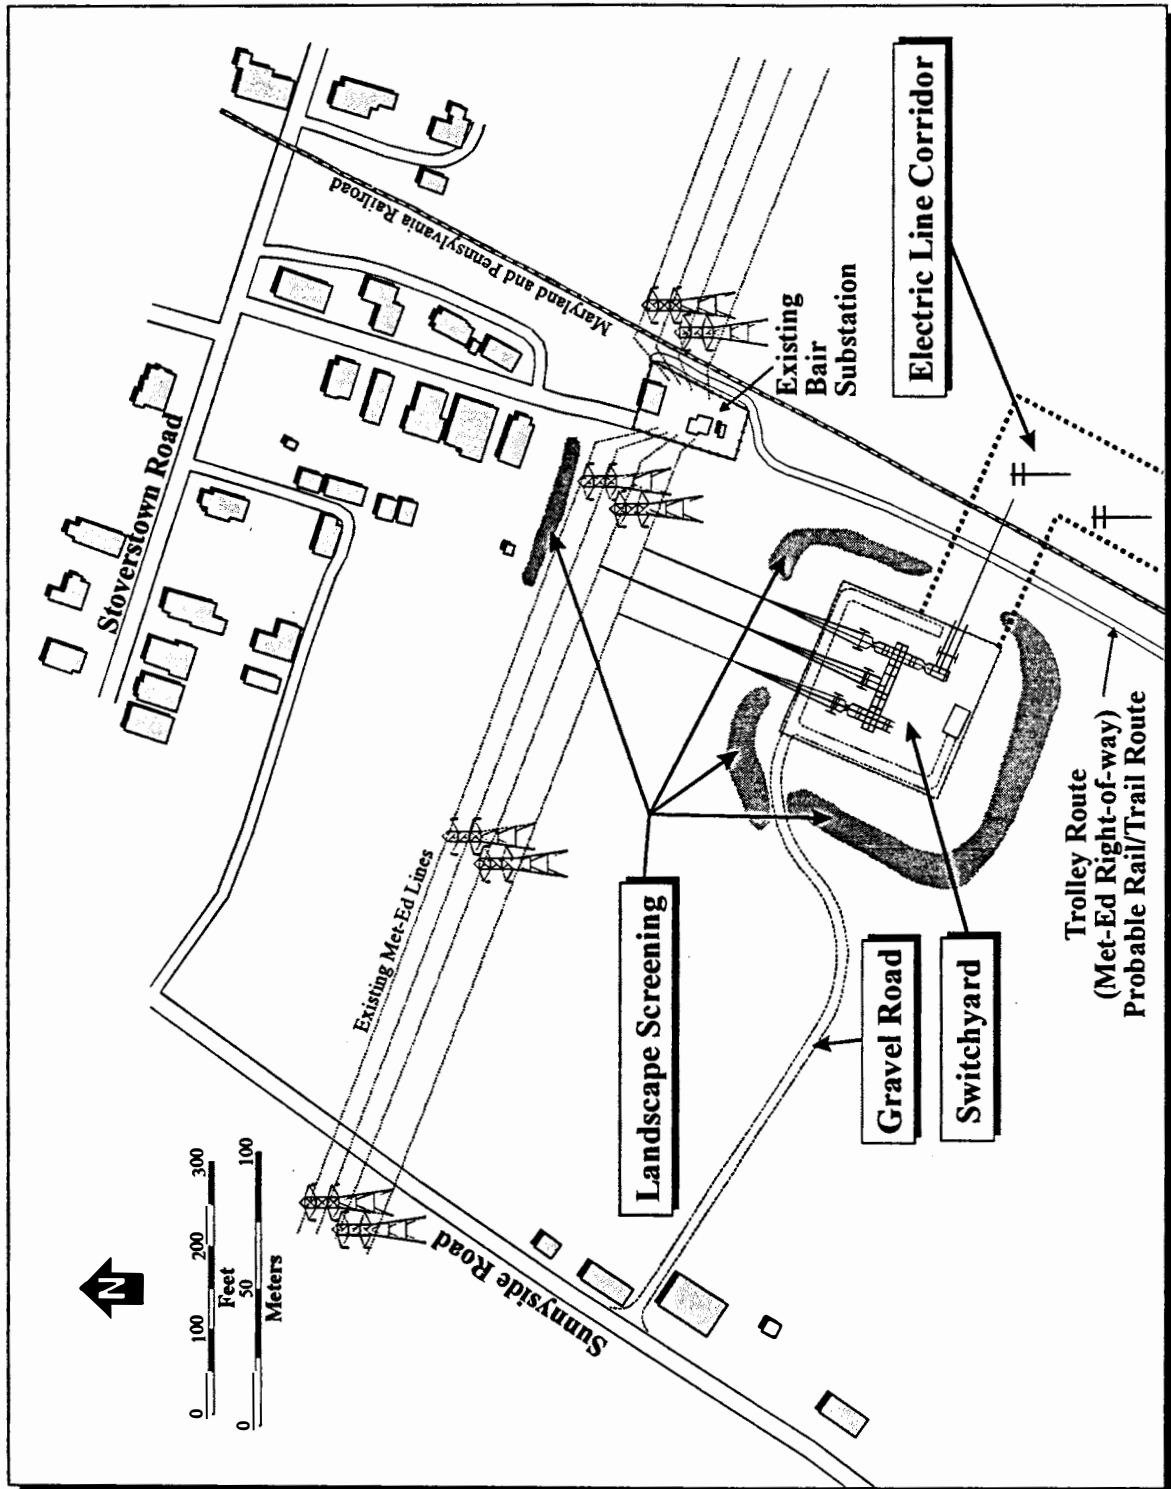 Stoverstown Road
Maryland and Pennsylvania Railroad
Existing Met-Ed Lines
Existing
Bair
Substation
Electric Line Corridor
Landscape Screening
Gravel Road
Switchyard
Trolley Route
(Met-Ed Right-of-way)
Probable Rail/Trail Route
Sunnyside Road
N
0 100 200 300
Feet
0 50 100
Meters